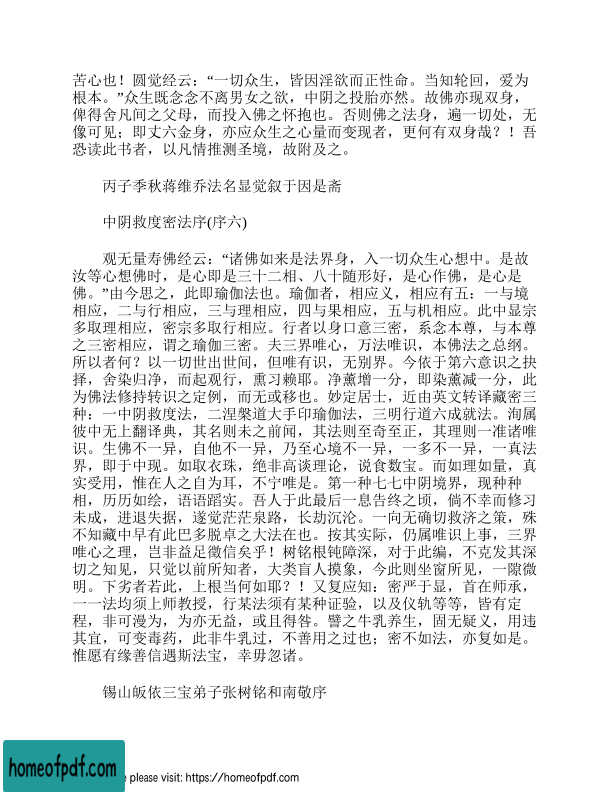 苦心也！圆觉经云：“一切众生，皆因淫欲而正性命。当知轮回，爱为
根本。”众生既念念不离男女之欲，中阴之投胎亦然。故佛亦现双身，
俾得舍凡间之父母，而投入佛之怀抱也。否则佛之法身，遍一切处，无
像可见；即丈六金身，亦应众生之心量而变现者，更何有双身哉？！吾
恐读此书者，以凡情推测圣境，故附及之。
丙子季秋蒋维乔法名显觉叙于因是斋
中阴救度密法序(序六)
观无量寿佛经云：“诸佛如来是法界身，入一切众生心想中。是故
汝等心想佛时，是心即是三十二相、八十随形好，是心作佛，是心是
佛。”由今思之，此即瑜伽法也。瑜伽者，相应义，相应有五：一与境
相应，二与行相应，三与理相应，四与果相应，五与机相应。此中显宗
多取理相应，密宗多取行相应。行者以身口意三密，系念本尊，与本尊
之三密相应，谓之瑜伽三密。夫三界唯心，万法唯识，本佛法之总纲。
所以者何？以一切世出世间，但唯有识，无别界。今依于第六意识之抉
择，舍染归净，而起观行，熏习赖耶。净薰增一分，即染薰减一分，此
为佛法修持转识之定例，而无或移也。妙定居士，近由英文转译藏密三
种：一中阴救度法，二涅槃道大手印瑜伽法，三明行道六成就法。洵属
彼中无上翻译典，其名则未之前闻，其法则至奇至正，其理则一准诸唯
识。生佛不一异，自他不一异，乃至心境不一异，一多不一异，一真法
界，即于中现。如取衣珠，绝非高谈理论，说食数宝。而如理如量，真
实受用，惟在人之自为耳，不宁唯是。第一种七七中阴境界，现种种
相，历历如绘，语语蹈实。吾人于此最后一息告终之顷，倘不幸而修习
未成，进退失据，遂觉茫茫泉路，长劫沉沦。一向无确切救济之策，殊
不知藏中早有此巴多脱卓之大法在也。按其实际，仍属唯识上事，三界
唯心之理，岂非益足徵信矣乎！树铭根钝障深，对于此编，不克发其深
切之知见，只觉以前所知者，大类盲人摸象，今此则坐窗所见，一隙微
明。下劣者若此，上根当何如耶？！又复应知：密严于显，首在师承，
一一法均须上师教授，行某法须有某种证验，以及仪轨等等，皆有定
程，非可漫为，为亦无益，或且得咎。譬之牛乳养生，固无疑义，用违
其宜，可变毒药，此非牛乳过，不善用之过也；密不如法，亦复如是。
惟愿有缘善信遇斯法宝，幸毋忽诸。
锡山皈依三宝弟子张树铭和南敬序
homeofpdf.com
e please visit: https://homeofpdf.com